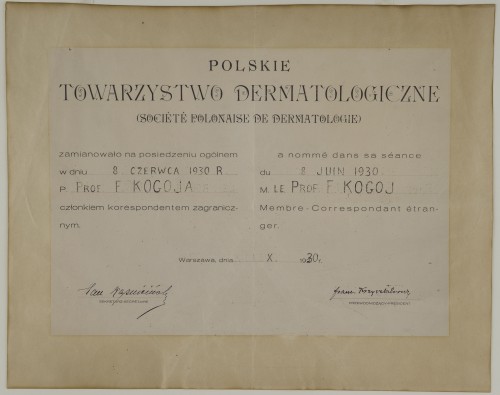 POLSKIE
TOWARZYSTWO DERMATOLOGICZNE
(SOCIÉTÉ POLONAISE DE DERMATOLOGIE)
zamianowało na posiedzeniu ogólnem
w dniu 8 CZERWCA 1930 R
P. PROF. F. KOGOJA
członkiem korespondentem zagranicz-
nym.
a nommé dans sa séance
du 8 JUIN 1930
M. LE PROF. F. KOGOJ
Membre-Correspondant étran-
ger.
Warszawa, dnia X 1930 r.